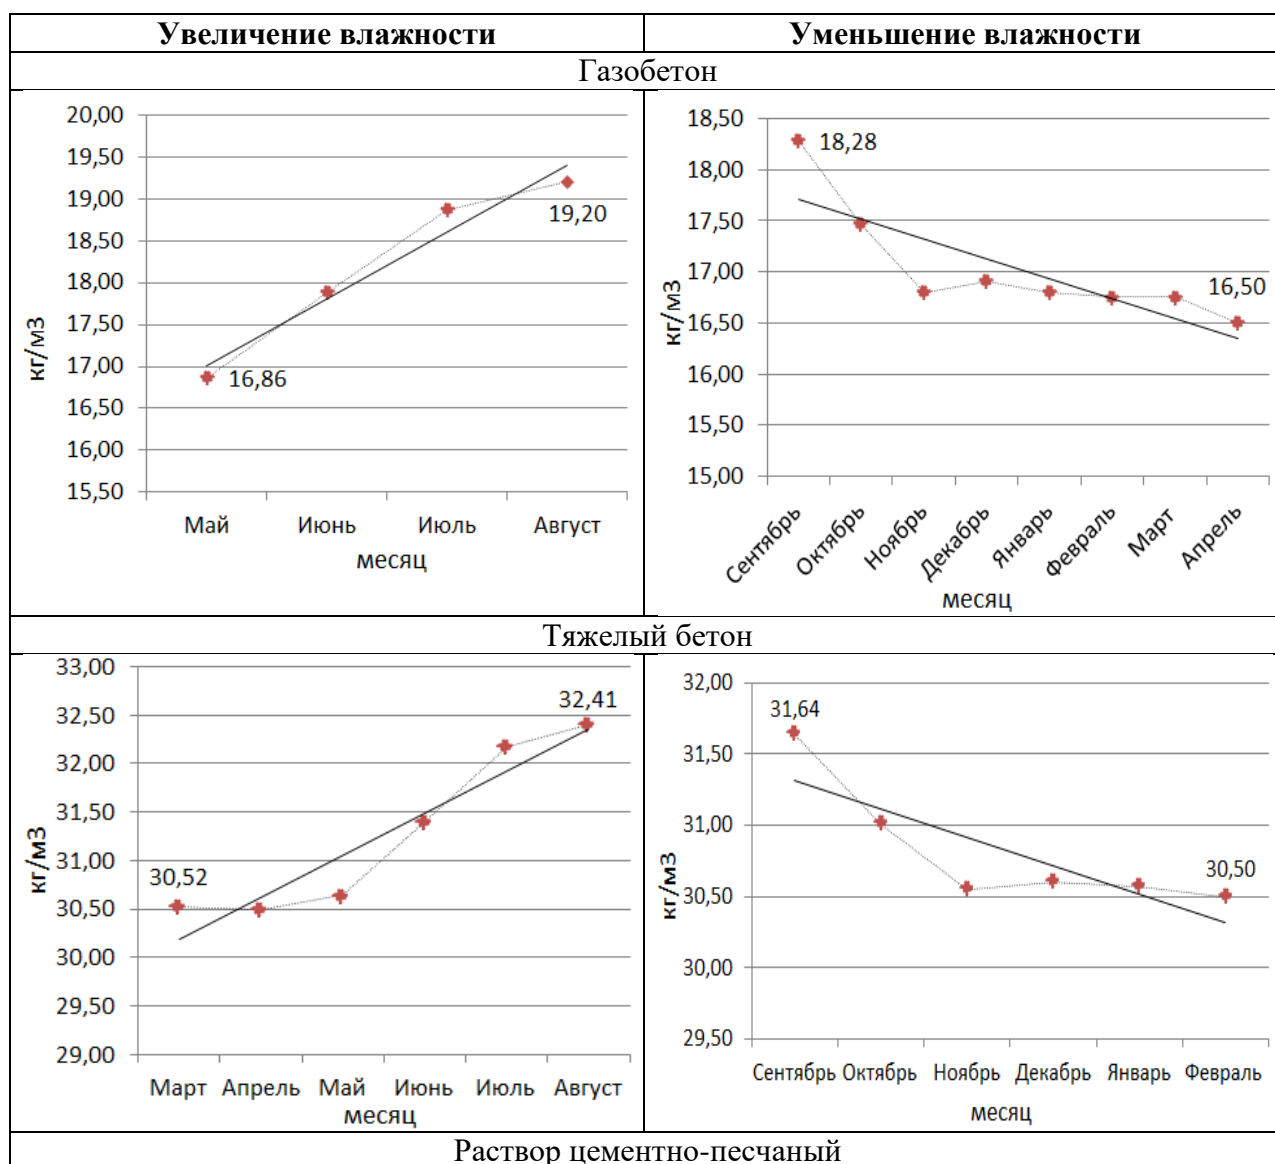 Увеличение влажности
Уменьшение влажности
Газобетон
20,00
19,50
19,00
18,50
18,00
17,50
17,00
16,50
16,00
15,50
кг/м3
16,86
19,20
Май Июнь Июль Август
месяц
18,50
18,00
17,50
17,00
16,50
16,00
15,50
15,00
кг/м3
18,28
16,50
Сентябрь Октябрь Ноябрь Декабрь Январь Февраль Март Апрель
месяц
Тяжелый бетон
33,00
32,50
32,00
31,50
31,00
30,50
30,00
29,50
29,00
кг/м3
30,52
32,41
Март Апрель Май Июнь Июль Август
месяц
32,00
31,50
31,00
30,50
30,00
29,50
кг/м3
31,64
30,50
Сентябрь Октябрь Ноябрь Декабрь Январь Февраль
месяц
Раствор цементно-песчаный